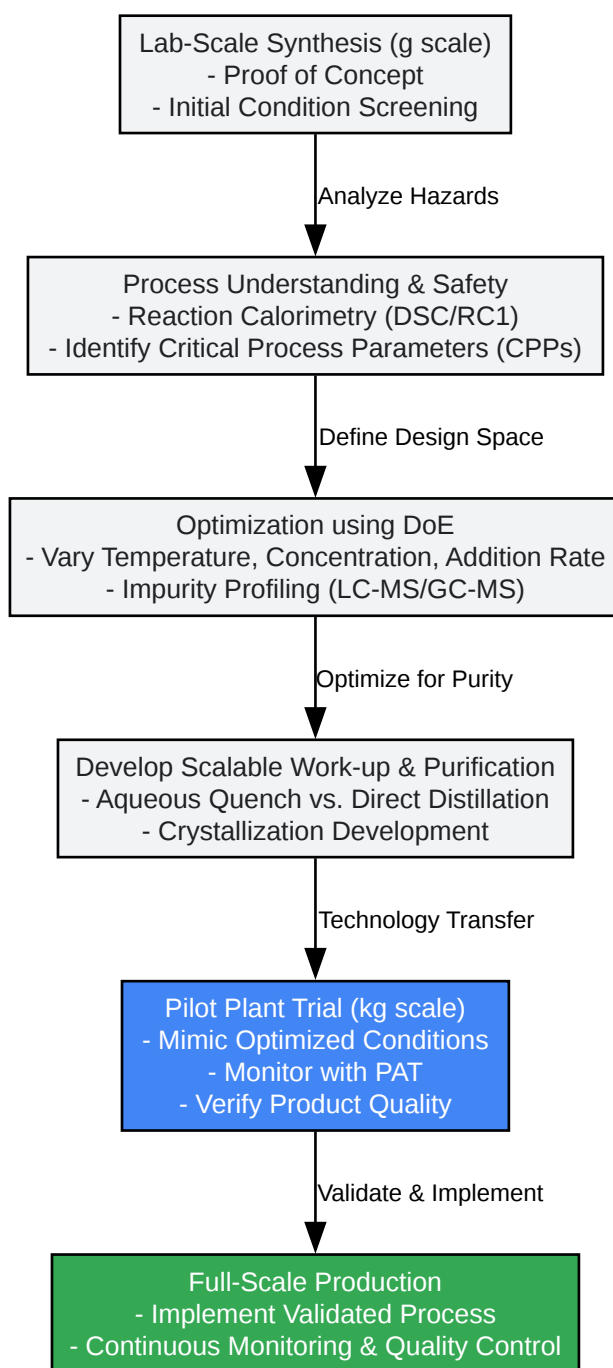 Lab-Scale Synthesis (g scale)
- Proof of Concept
- Initial Condition Screening
Analyze Hazards
Process Understanding & Safety
- Reaction Calorimetry (DSC/RC1)
- Identify Critical Process Parameters (CPPs)
Define Design Space
Optimization using DoE
- Vary Temperature, Concentration, Addition Rate
- Impurity Profiling (LC-MS/GC-MS)
Optimize for Purity
Develop Scalable Work-up & Purification
- Aqueous Quench vs. Direct Distillation
- Crystallization Development
Technology Transfer
Pilot Plant Trial (kg scale)
- Mimic Optimized Conditions
- Monitor with PAT
- Verify Product Quality
Validate & Implement
Full-Scale Production
- Implement Validated Process
- Continuous Monitoring & Quality Control